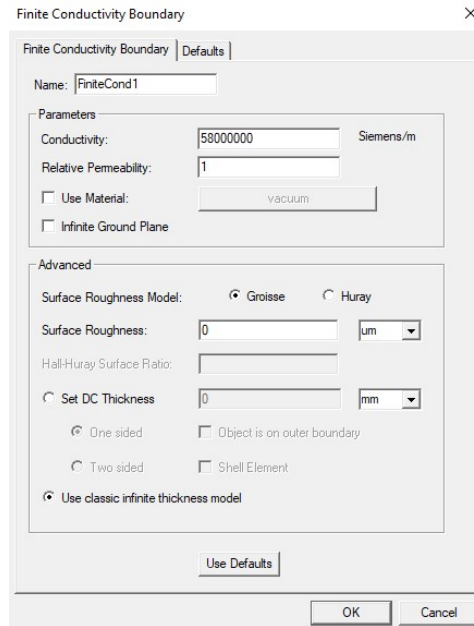 Finite Conductivity Boundary
Finite Conductivity Boundary Defaults
Name: FiniteCond1
Parameters
Conductivity: 58000000 Siemens/m
Relative Permeability: 1
Use Material: vacuum
Infinite Ground Plane
Advanced
Surface Roughness Model: Groisse Huray
Surface Roughness: 0 um
Hall-Huray Surface Ratio:
Set DC Thickness 0 mm
One sided Object is on outer boundary
Two sided Shell Element
Use classic infinite thickness model
Use Defaults
OK Cancel